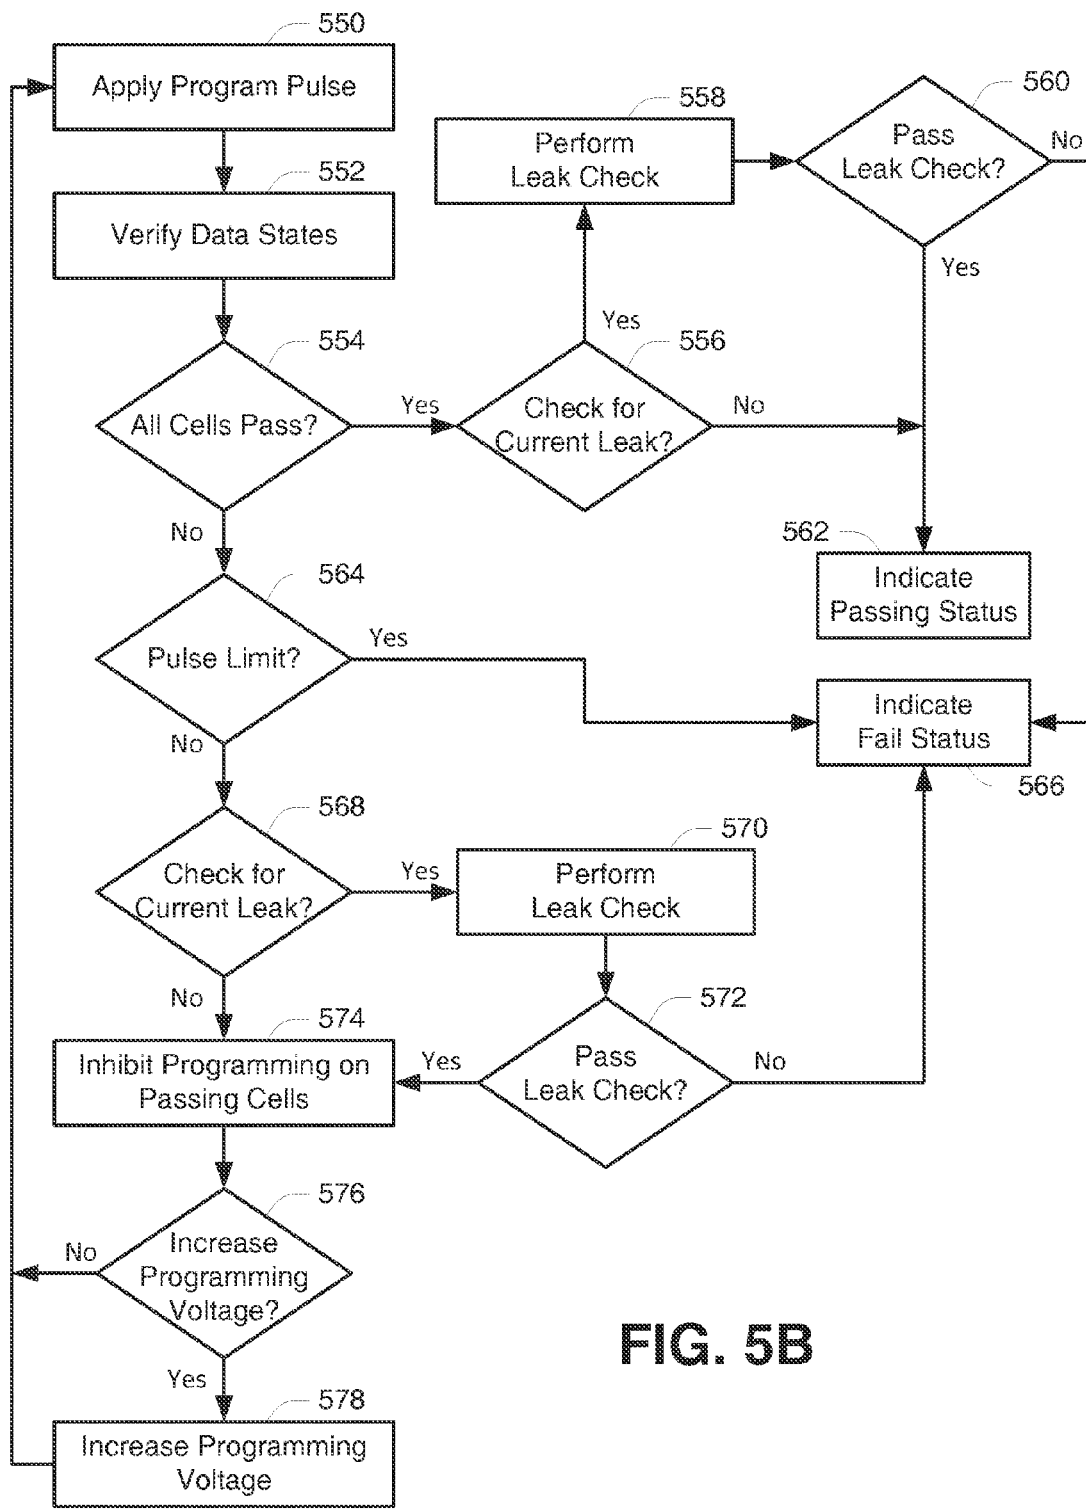 550
Apply Program Pulse
552
Verify Data States
554
All Cells Pass?
Yes
No
556
Check for
Current Leak?
Yes
No
558
Perform
Leak Check
560
Pass
Leak Check?
No
Yes
562
Indicate
Passing Status
564
Pulse Limit?
Yes
No
Indicate
Fail Status
566
568
Check for
Current Leak?
Yes
No
570
Perform
Leak Check
572
Pass
Leak Check?
Yes
No
574
Inhibit Programming on
Passing Cells
576
Increase
Programming
Voltage?
No
Yes
578
Increase Programming
Voltage
FIG. 5B